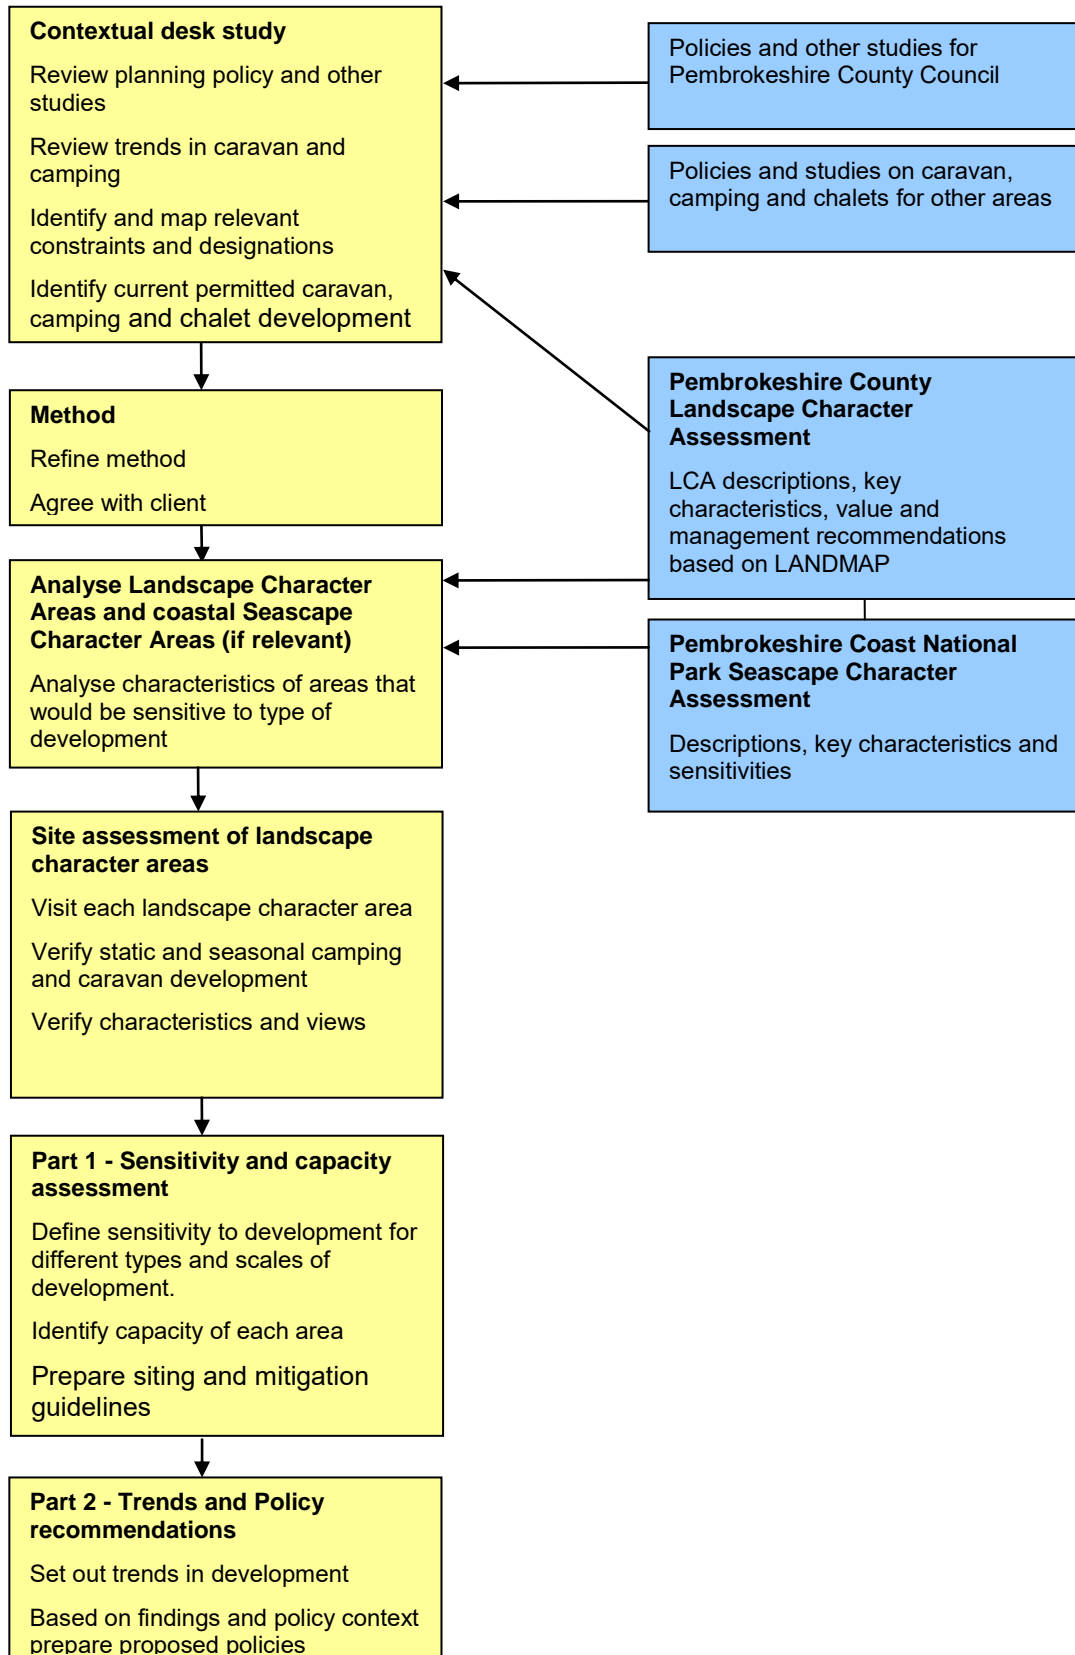 Contextual desk study
Review planning policy and other
studies
Review trends in caravan and
camping
Identify and map relevant
constraints and designations
Identify current permitted caravan,
camping and chalet development
Policies and other studies for
Pembrokeshire County Council
Policies and studies on caravan,
camping and chalets for other areas
Method
Refine method
Agree with client
Pembrokeshire County
Landscape Character
Assessment
LCA descriptions, key
characteristics, value and
management recommendations
based on LANDMAP
Analyse Landscape Character
Areas and coastal Seascape
Character Areas (if relevant)
Analyse characteristics of areas that
would be sensitive to type of
development
Pembrokeshire Coast National
Park Seascape Character
Assessment
Descriptions, key characteristics and
sensitivities
Site assessment of landscape
character areas
Visit each landscape character area
Verify static and seasonal camping
and caravan development
Verify characteristics and views
Part 1 - Sensitivity and capacity
assessment
Define sensitivity to development for
different types and scales of
development.
Identify capacity of each area
Prepare siting and mitigation
guidelines
Part 2 - Trends and Policy
recommendations
Set out trends in development
Based on findings and policy context
prepare proposed policies